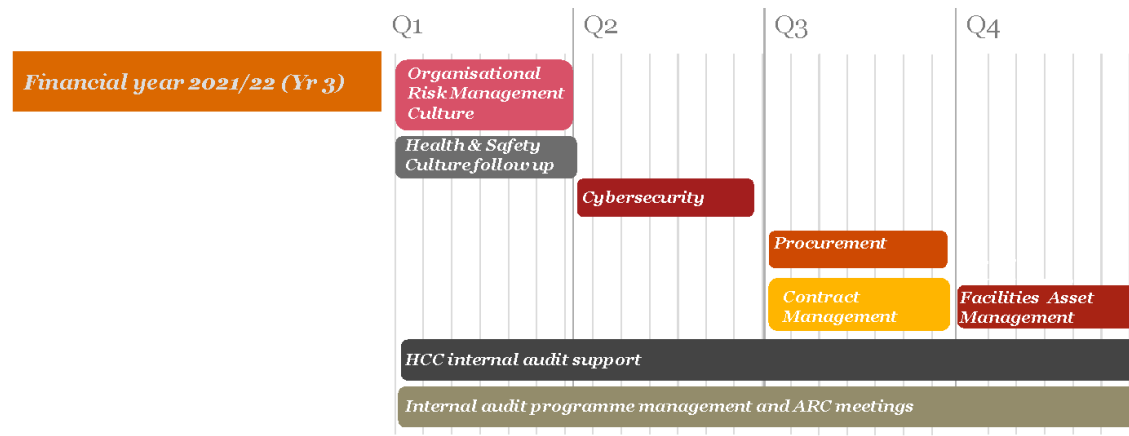 Q1 Q2 Q3 Q4
Financial year 2021/22 (Yr 3)
Organisational
Risk Management
Culture
Health & Safety
Culture follow up
Cybersecurity
Procurement
Contract
Management
Facilities Asset
Management
HCC internal audit support
Internal audit programme management and ARC meetings